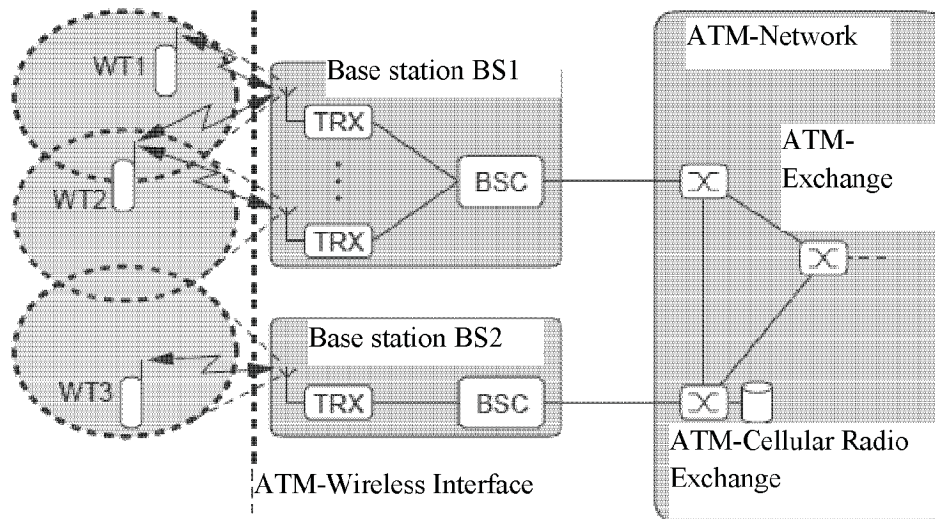 WT1
Base station BS1
ATM-Network
TRX
ATM-
Exchange
WT2
BSC
TRX
Base station BS2
WT3
TRX
BSC
ATM-Cellular Radio
Exchange
ATM-Wireless Interface